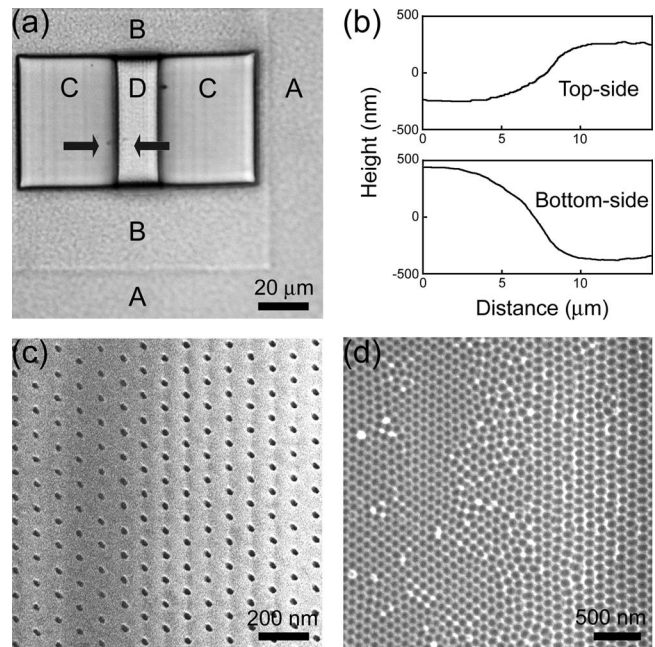 (a)
B
C
D
C
A
B
A
20 μm
(b)
500
0
-500
Top-side
500
0
-500
Bottom-side
0
5
10
Height (nm)
Distance (μm)
(c)
200 nm
(d)
500 nm